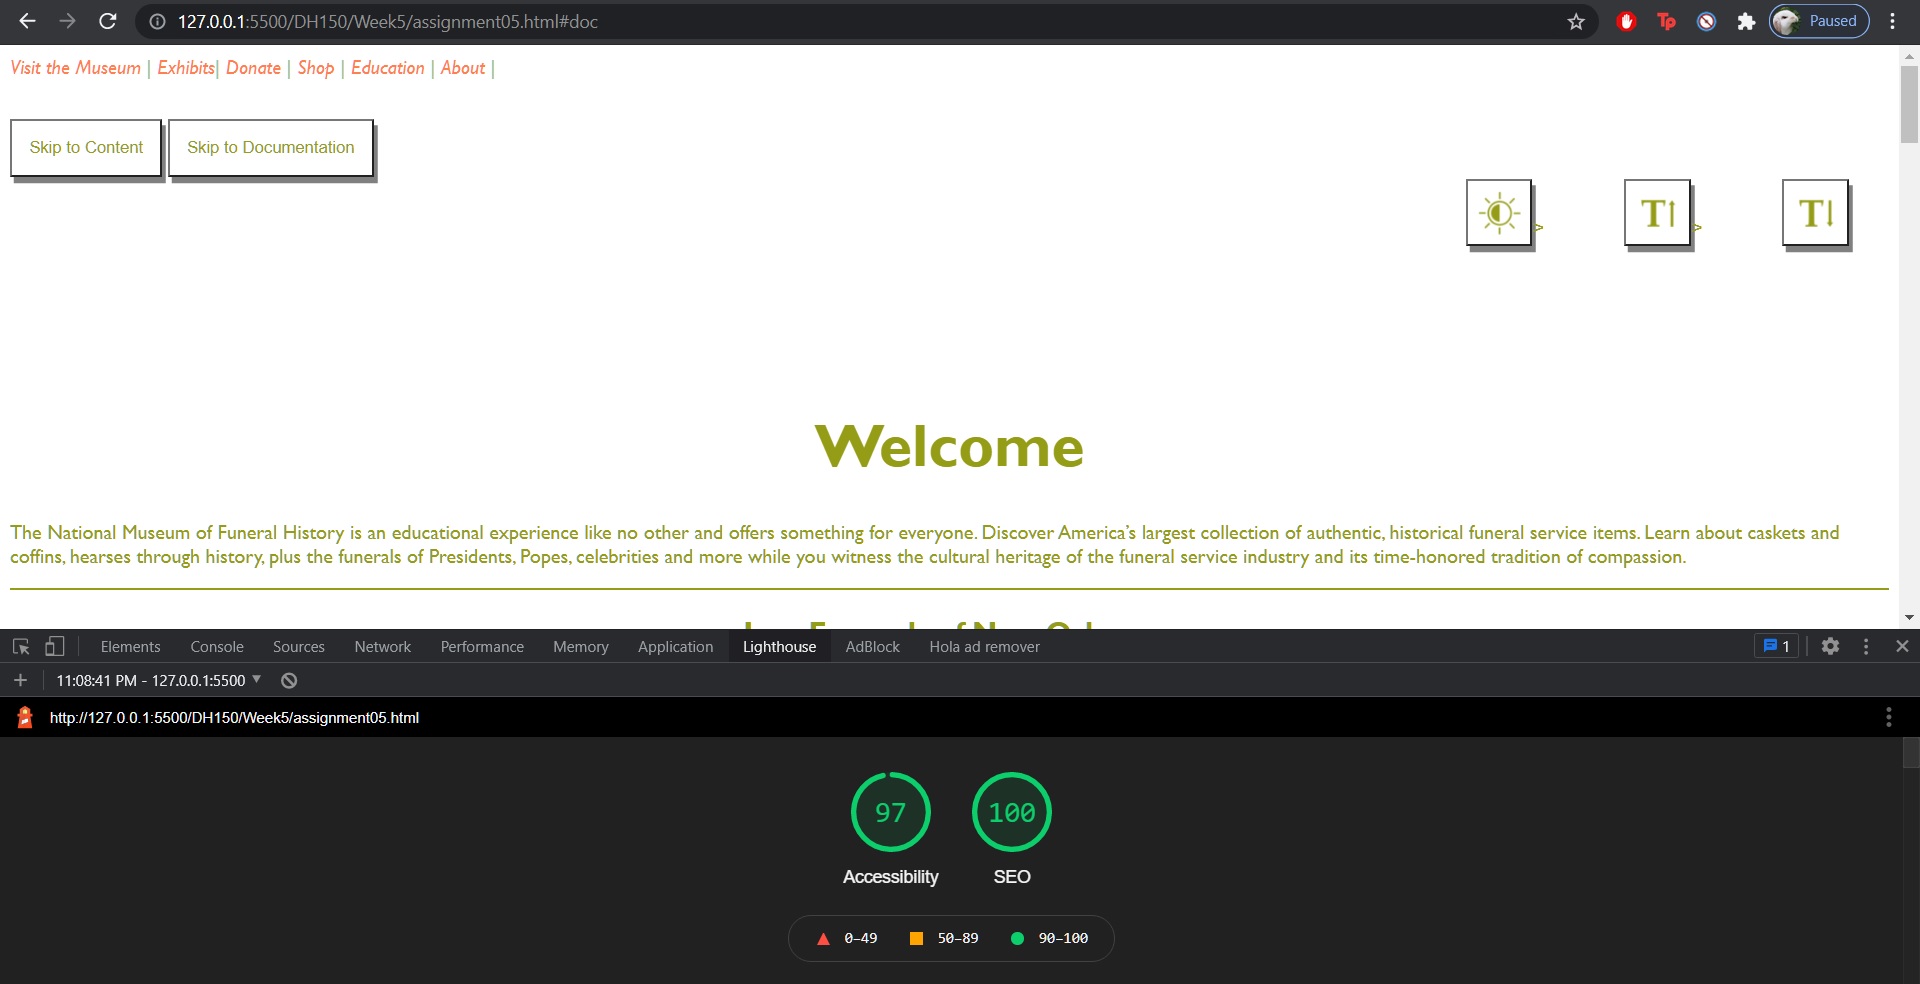 127.0.0.1:5500/DH150/Week5/assignment05.html#doc
Paused
Visit the Museum | Exhibits| Donate | Shop | Education | About |
Skip to Content
Skip to Documentation
>
T↑
>
T↓
Welcome
The National Museum of Funeral History is an educational experience like no other and offers something for everyone. Discover America's largest collection of authentic, historical funeral service items. Learn about caskets and
coffins, hearses through history, plus the funerals of Presidents, Popes, celebrities and more while you witness the cultural heritage of the funeral service industry and its time-honored tradition of compassion.
Elements Console Sources Network Performance Memory Application Lighthouse AdBlock Hola ad remover
1
11:08:41 PM - 127.0.0.1:5500
http://127.0.0.1:5500/DH150/Week5/assignment05.html
97
100
Accessibility
SEO
0–49
50–89
90–100